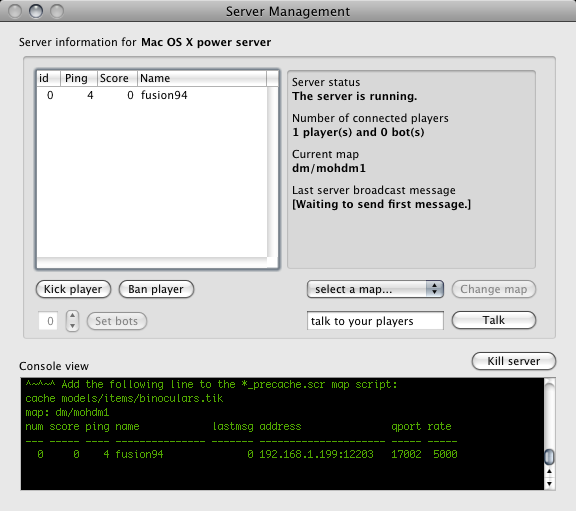 Server Management
Server information for Mac OS X power server
id Ping Score Name
0 4 0 fusion94
Server status
The server is running.
Number of connected players
1 player(s) and 0 bot(s)
Current map
dm/mohdm1
Last server broadcast message
[Waiting to send first message.]
Kick player Ban player select a map... Change map
0 Set bots talk to your players Talk
Kill server
Console view
^~^~^ Add the following line to the *_precache.scr map script:
cache models/items/binoculars.tik
map: dm/mohdm1
num score ping name lastmsg address qport rate
--- ----- ---- --------------- ------- --------------------- ----- -----
0 0 4 fusion94 0 192.168.1.199:12203 17002 5000